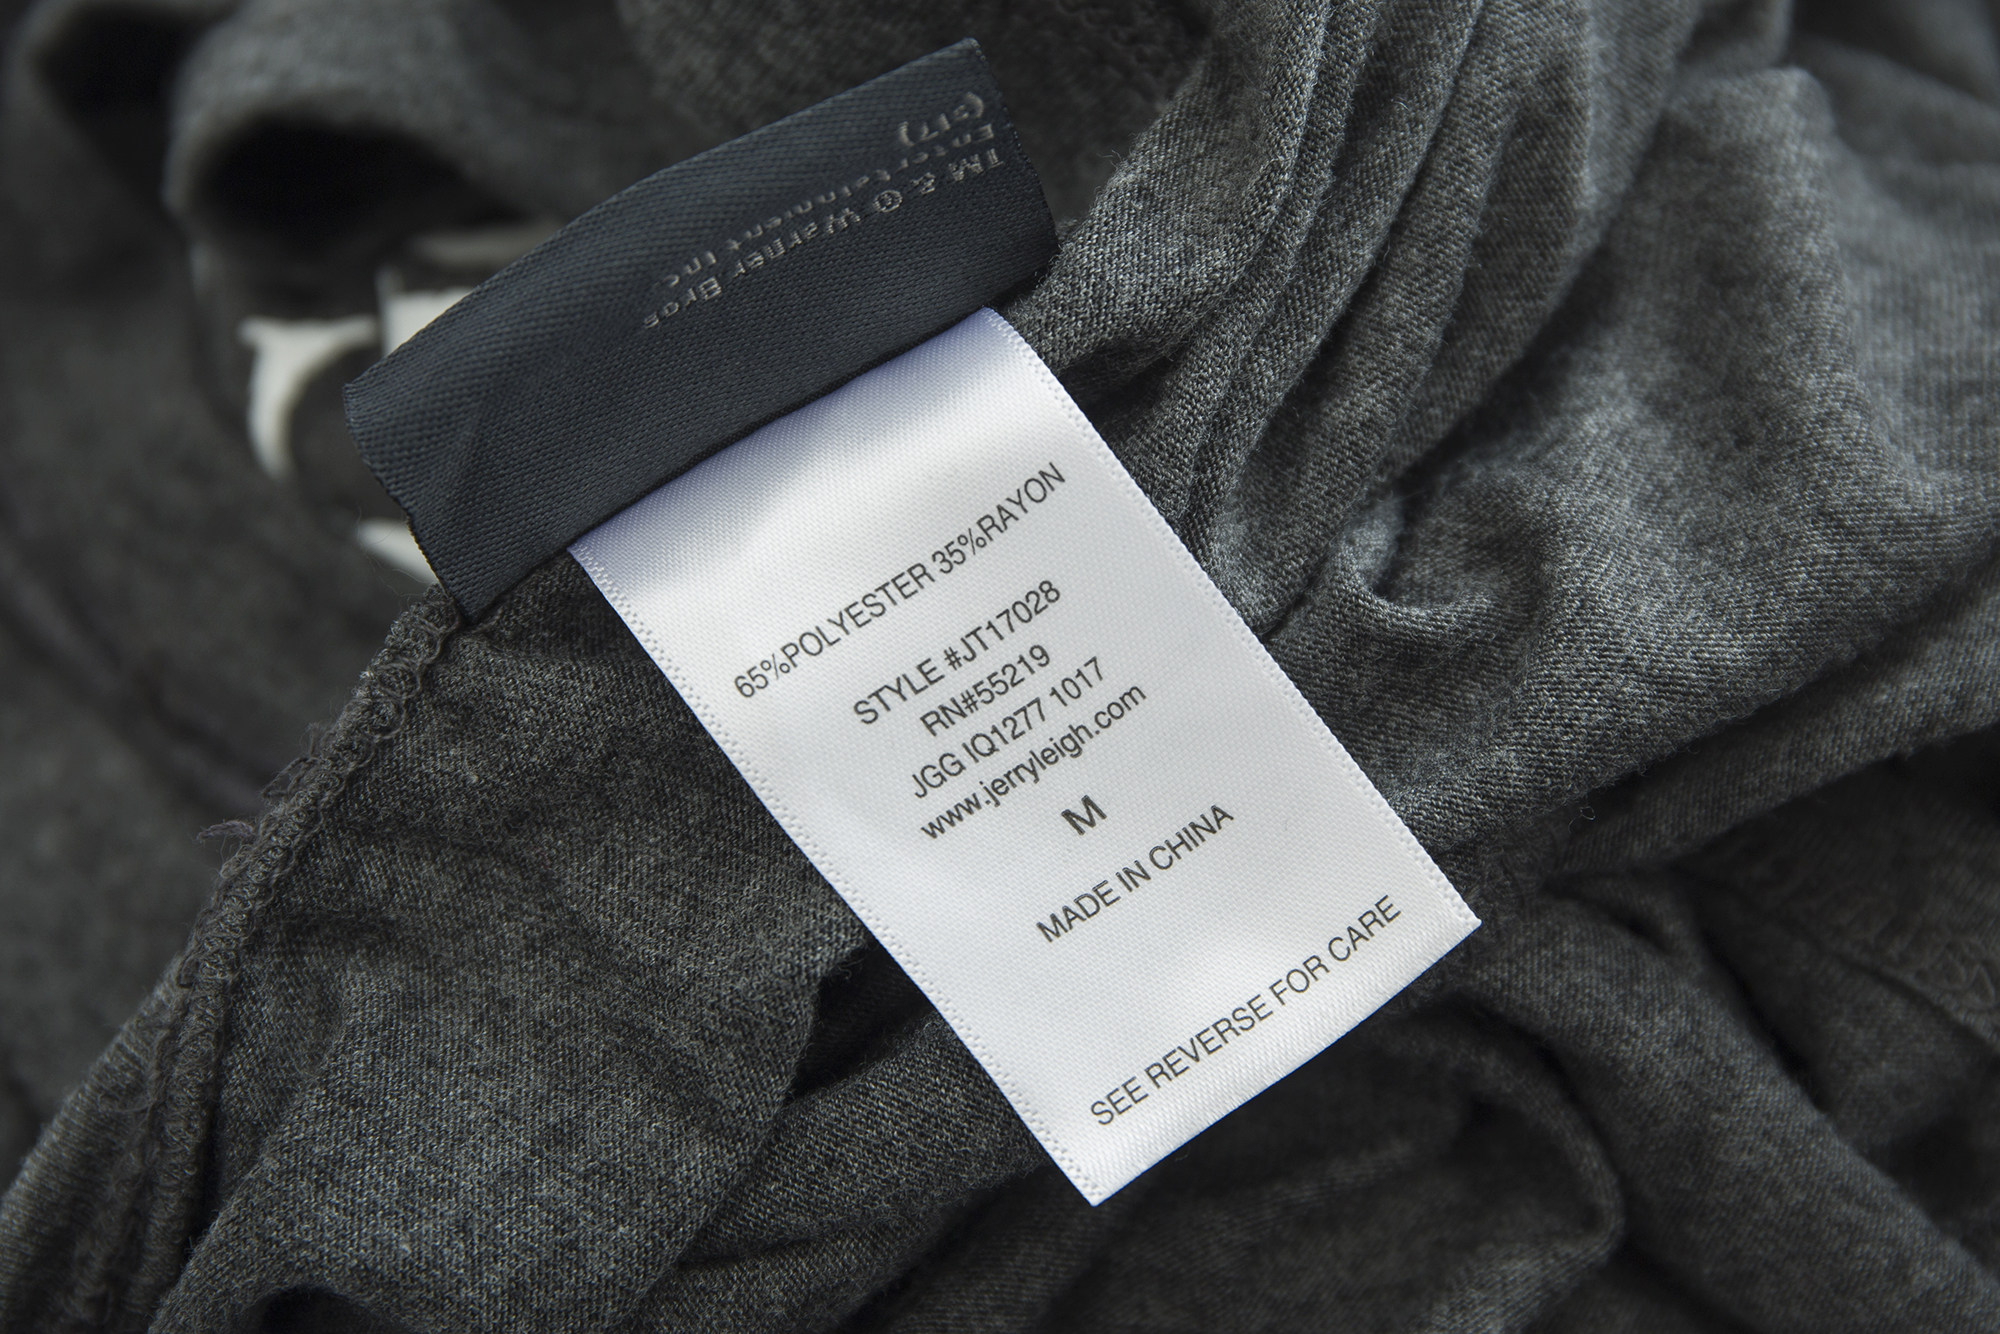 TM & © Warner Bros
Entertainment Inc
(s17)
65%POLYESTER 35%RAYON
STYLE #JT17028
RN#55219
JGG IQ1277 1017
www.jerryleigh.com
M
MADE IN CHINA
SEE REVERSE FOR CARE